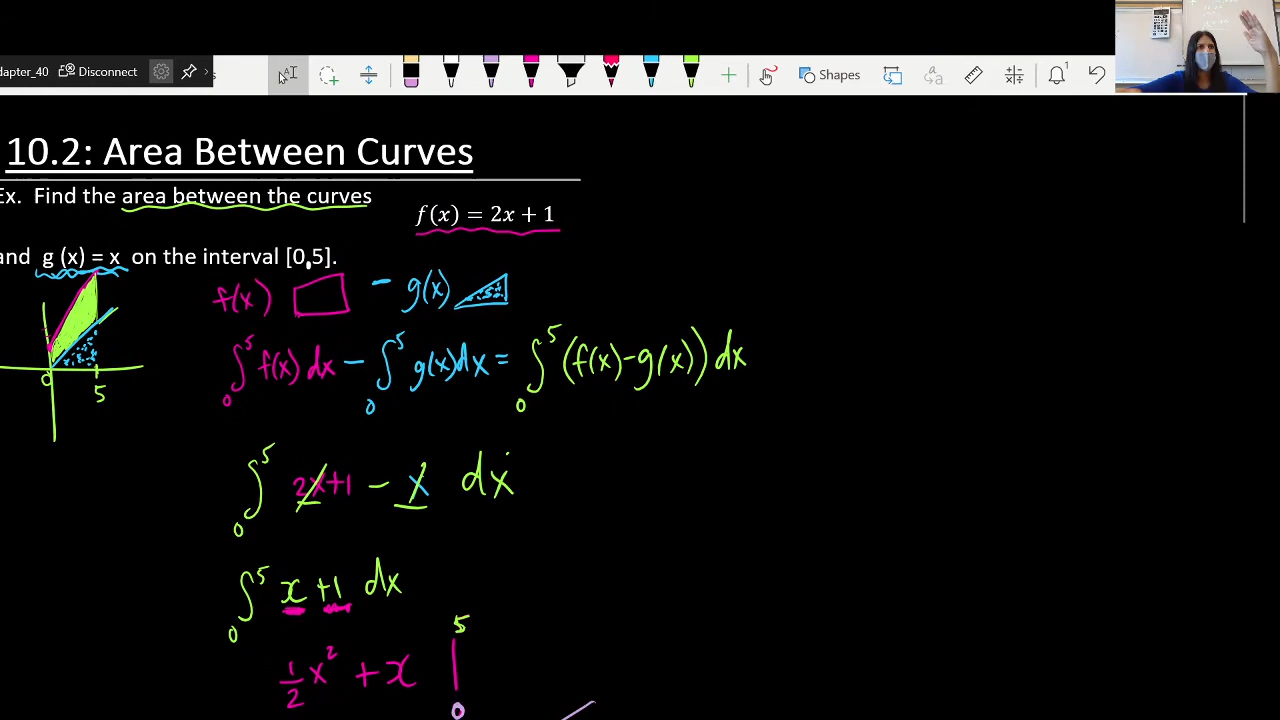 dapter_40 Disconnect Shapes 1
10.2: Area Between Curves
Ex. Find the area between the curves
f(x) = 2x + 1
and g (x) = x on the interval [0,5].
f(x) - g(x)
∫₀⁵ f(x) dx - ∫₀⁵ g(x)dx = ∫₀⁵ (f(x)-g(x)) dx
0 5
∫₀⁵ 2x+1 - x dx
∫₀⁵ x +1 dx
1/2 x² + x |₀⁵